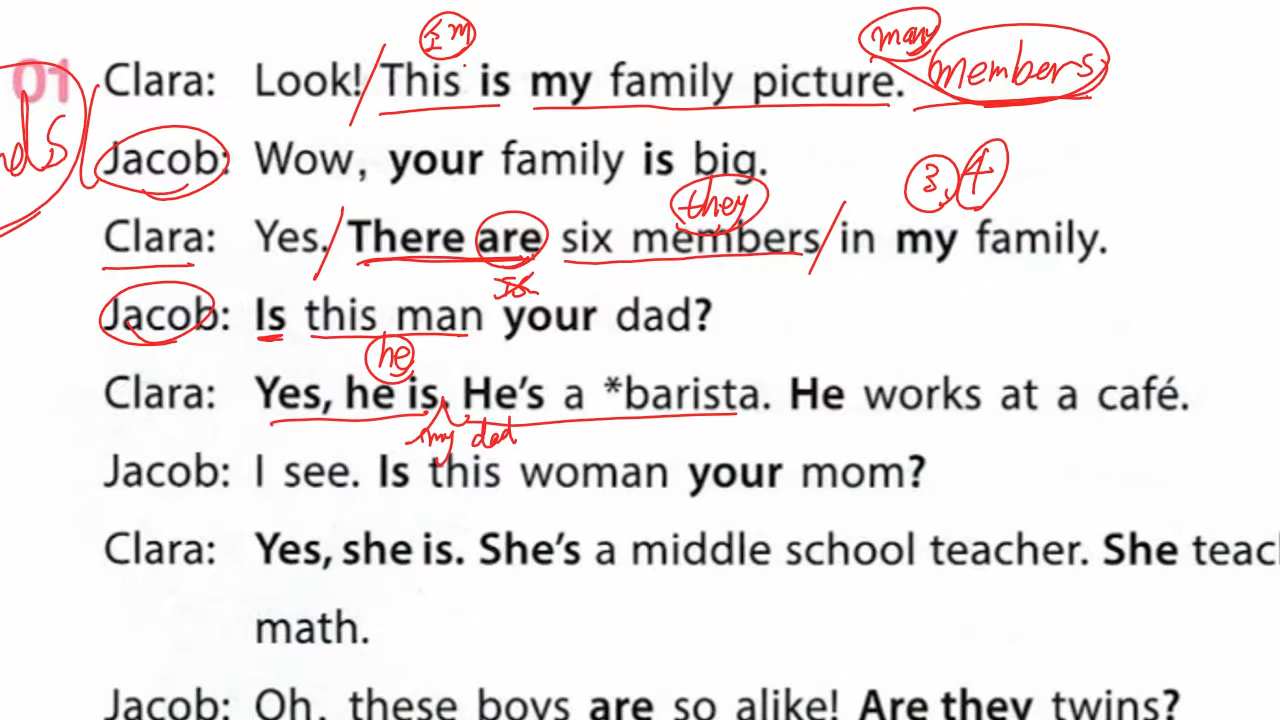 many members
01 Clara: Look! This is my family picture.
Jacob: Wow, your family is big.
3, 4
they
Clara: Yes. There are six members in my family.
is
Jacob: Is this man your dad?
he
Clara: Yes, he is. He's a *barista. He works at a café.
my dad
Jacob: I see. Is this woman your mom?
Clara: Yes, she is. She's a middle school teacher. She teac
math.
Jacob: Oh, these boys are so alike! Are they twins?